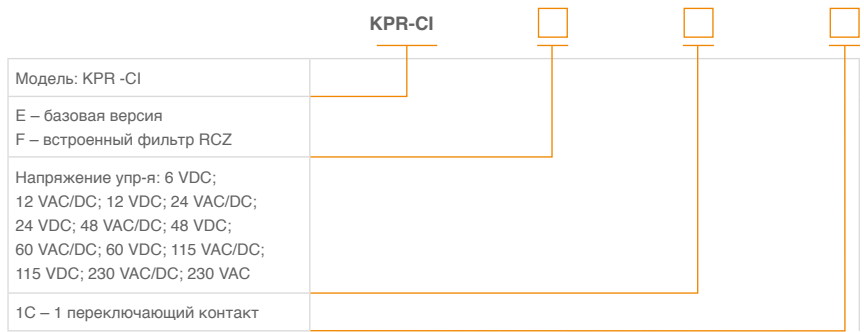 KPR-CI
Модель: KPR -CI
E – базовая версия
F – встроенный фильтр RCZ
Напряжение упр-я: 6 VDC;
12 VAC/DC; 12 VDC; 24 VAC/DC;
24 VDC; 48 VAC/DC; 48 VDC;
60 VAC/DC; 60 VDC; 115 VAC/DC;
115 VDC; 230 VAC/DC; 230 VAC
1C – 1 переключающий контакт